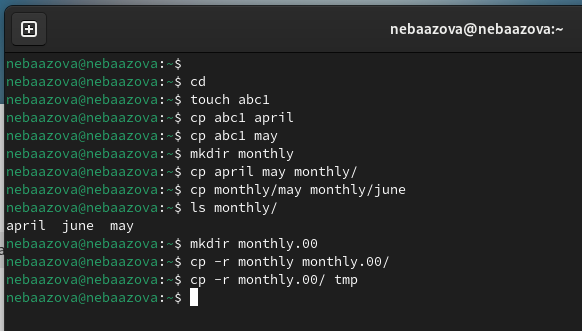 nebaazova@nebaazova:~
nebaazova@nebaazova:~$
nebaazova@nebaazova:~$ cd
nebaazova@nebaazova:~$ touch abc1
nebaazova@nebaazova:~$ cp abc1 april
nebaazova@nebaazova:~$ cp abc1 may
nebaazova@nebaazova:~$ mkdir monthly
nebaazova@nebaazova:~$ cp april may monthly/
nebaazova@nebaazova:~$ cp monthly/may monthly/june
nebaazova@nebaazova:~$ ls monthly/
april  june  may
nebaazova@nebaazova:~$ mkdir monthly.00
nebaazova@nebaazova:~$ cp -r monthly monthly.00/
nebaazova@nebaazova:~$ cp -r monthly.00/ tmp
nebaazova@nebaazova:~$